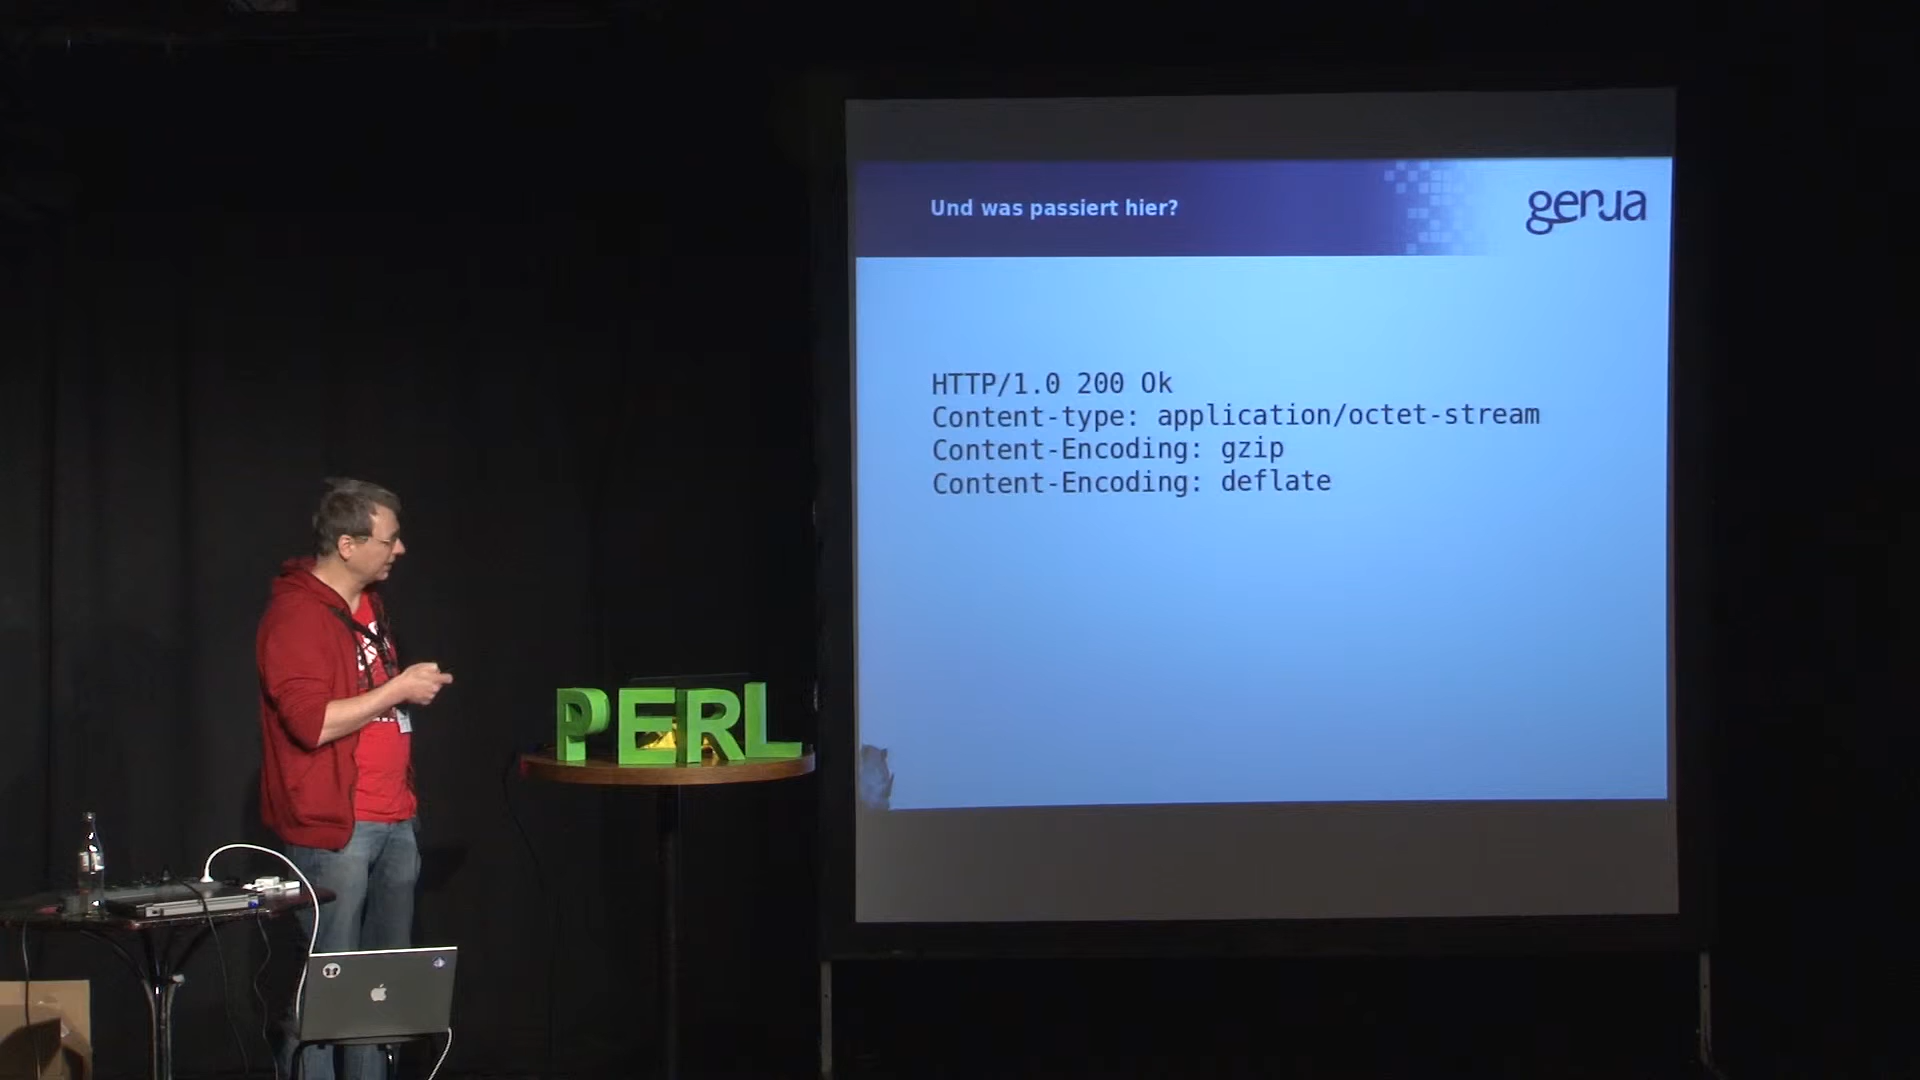 Und was passiert hier?
genua
HTTP/1.0 200 Ok
Content-type: application/octet-stream
Content-Encoding: gzip
Content-Encoding: deflate
PERL